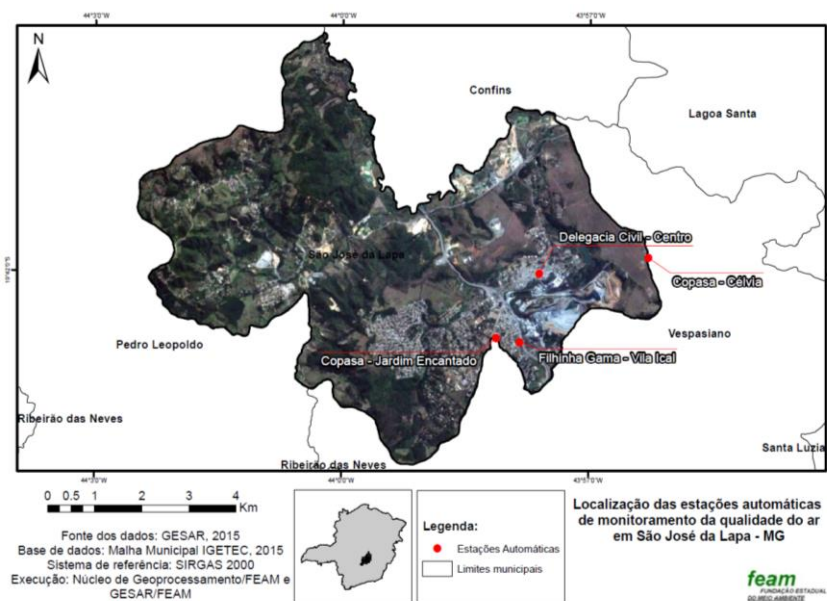 44°3'0"W
44°0'0"W
43°57'0"W
N
Confins
Lagoa Santa
Delegacia Civil - Centro
São José da Lapa
19°42'0"S
Copasa - Célvia
Vespasiano
Pedro Leopoldo
Copasa - Jardim Encantado
Filhinha Gama - Vila Ical
Ribeirão das Neves
Santa Luzia
Ribeirão das Neves
44°3'0"W
44°0'0"W
43°57'0"W
0 0.5 1 2 3 4
Km
Fonte dos dados: GESAR, 2015
Base de dados: Malha Municipal IGETEC, 2015
Sistema de referência: SIRGAS 2000
Execução: Núcleo de Geoprocessamento/FEAM e
GESAR/FEAM
Legenda:
Estações Automáticas
Limites municipais
Localização das estações automáticas
de monitoramento da qualidade do ar
em São José da Lapa - MG
feam
FUNDAÇÃO ESTADUAL
DO MEIO AMBIENTE